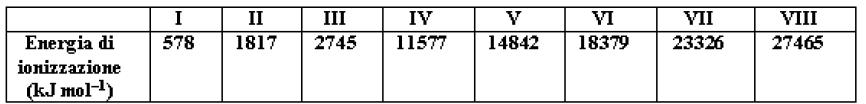 I II III IV V VI VII VIII
Energia di ionizzazione (kJ mol⁻¹) 578 1817 2745 11577 14842 18379 23326 27465